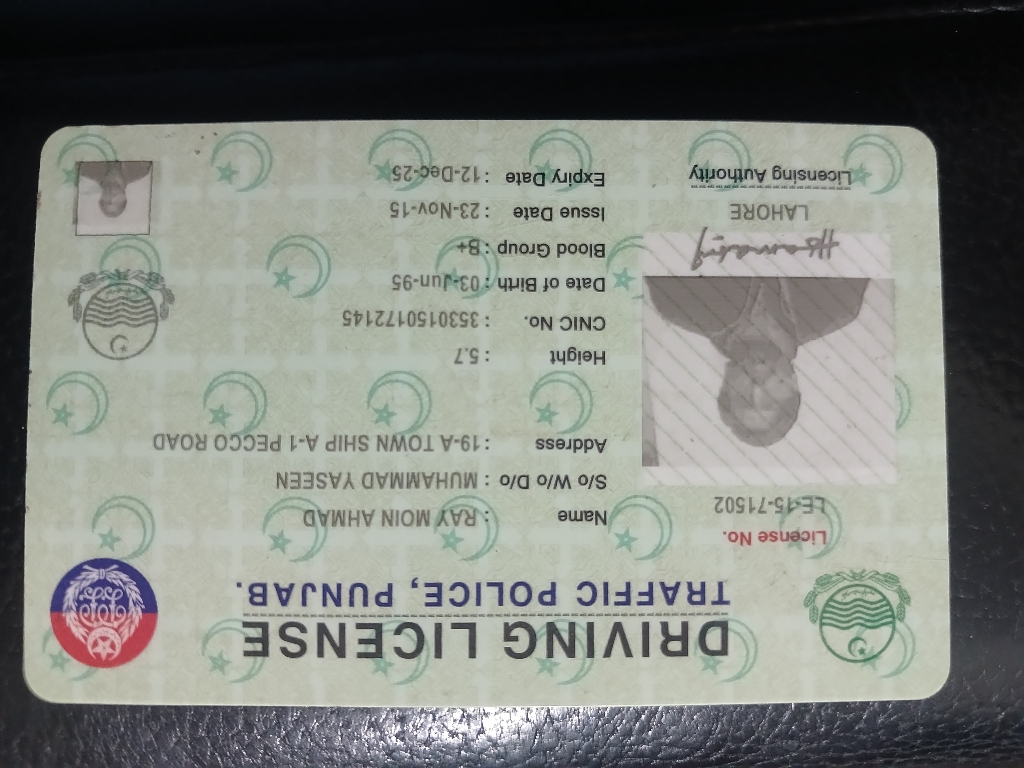 DRIVING LICENSE
TRAFFIC POLICE, PUNJAB.
License No.
LE-15-71502
Name : RAY MOIN AHMAD
S/o W/o D/o : MUHAMMAD YASEEN
Address : 19-A TOWN SHIP A-1 PECCO ROAD
Height : 5.7
CNIC No. : 3530150172145
Date of Birth : 03-Jun-95
Blood Group : B+
Issue Date : 23-Nov-15
Expiry Date : 12-Dec-25
LAHORE
Licensing Authority